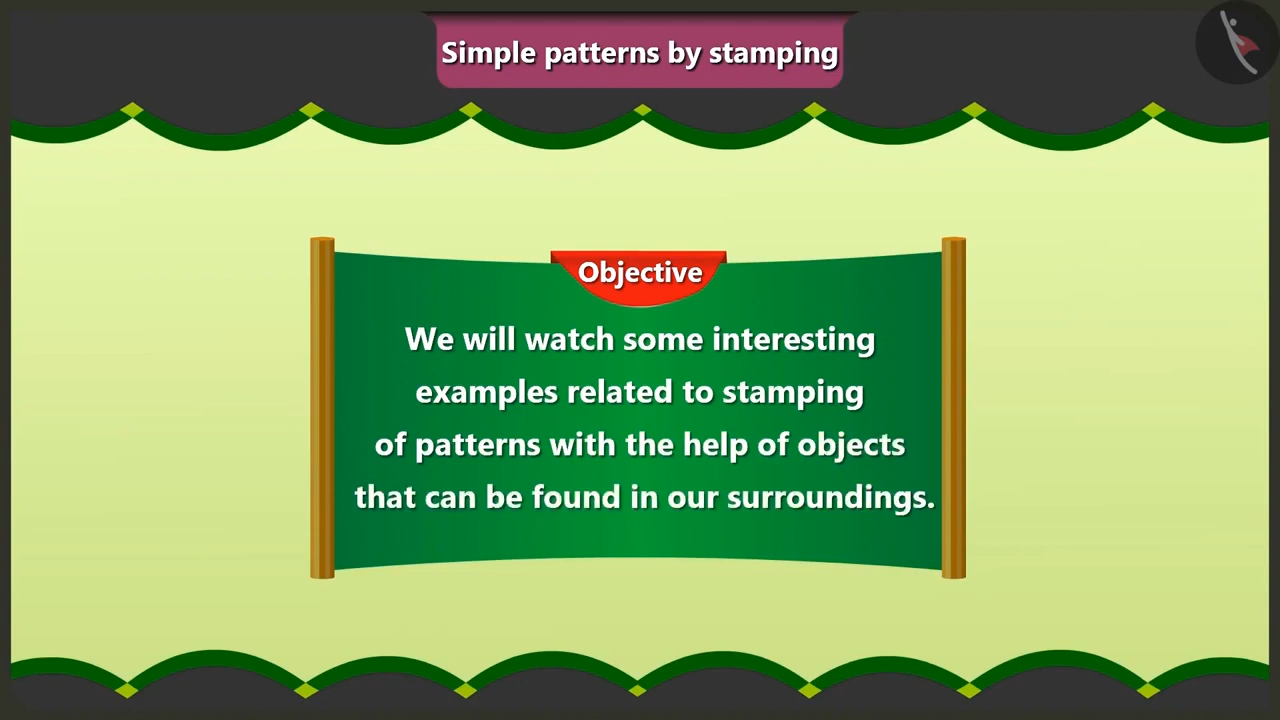 Simple patterns by stamping
Objective
We will watch some interesting
examples related to stamping
of patterns with the help of objects
that can be found in our surroundings.